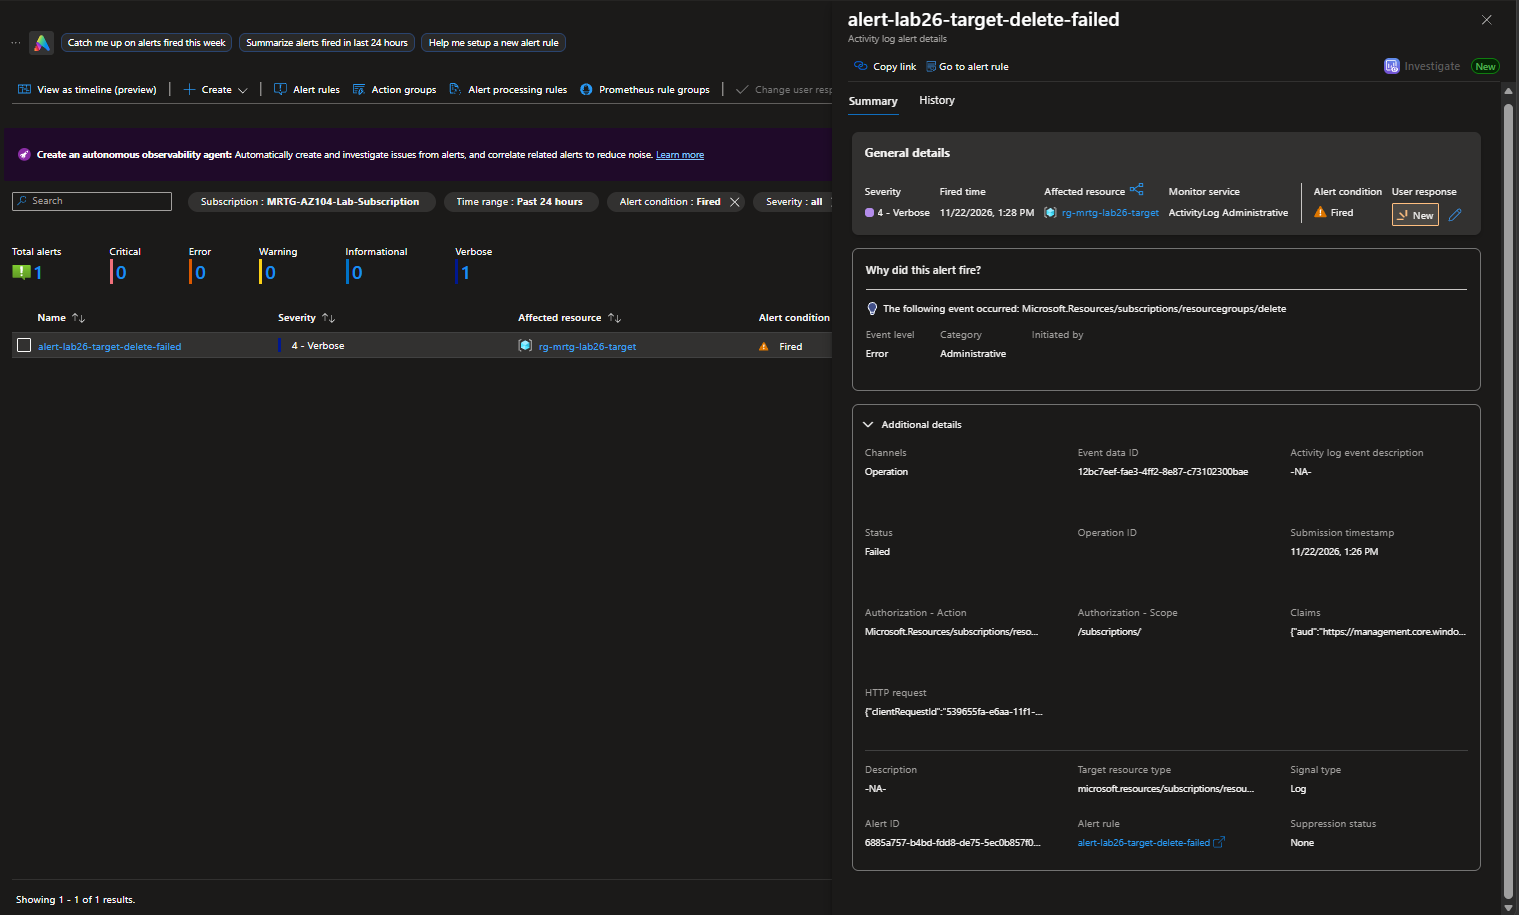 Catch me up on alerts fired this week
Summarize alerts fired in last 24 hours
Help me setup a new alert rule
View as timeline (preview)
Create
Alert rules
Action groups
Alert processing rules
Prometheus rule groups
Change user resp
Create an autonomous observability agent: Automatically create and investigate issues from alerts, and correlate related alerts to reduce noise. Learn more
Search
Subscription : MRTG-AZ104-Lab-Subscription
Time range : Past 24 hours
Alert condition : Fired
Severity : all
Total alerts
1
Critical
0
Error
0
Warning
0
Informational
0
Verbose
1
Name
Severity
Affected resource
Alert condition
alert-lab26-target-delete-failed
4 - Verbose
rg-mrtg-lab26-target
Fired
Showing 1 - 1 of 1 results.
alert-lab26-target-delete-failed
Activity log alert details
Copy link
Go to alert rule
Investigate
New
Summary
History
General details
Severity
Fired time
Affected resource
Monitor service
Alert condition
User response
4 - Verbose
11/22/2026, 1:28 PM
rg-mrtg-lab26-target
ActivityLog Administrative
Fired
New
Why did this alert fire?
The following event occurred: Microsoft.Resources/subscriptions/resourcegroups/delete
Event level
Category
Initiated by
Error
Administrative
Additional details
Channels
Event data ID
Activity log event description
Operation
12bc7eef-fae3-4ff2-8e87-c73102300bae
-NA-
Status
Operation ID
Submission timestamp
Failed
11/22/2026, 1:26 PM
Authorization - Action
Authorization - Scope
Claims
Microsoft.Resources/subscriptions/reso...
/subscriptions/
{"aud":"https://management.core.windo...
HTTP request
{"clientRequestId":"539655fa-e6aa-11f1-...
Description
Target resource type
Signal type
-NA-
microsoft.resources/subscriptions/resou...
Log
Alert ID
Alert rule
Suppression status
6885a757-b4bd-fdd8-de75-5ec0b857f0...
alert-lab26-target-delete-failed
None